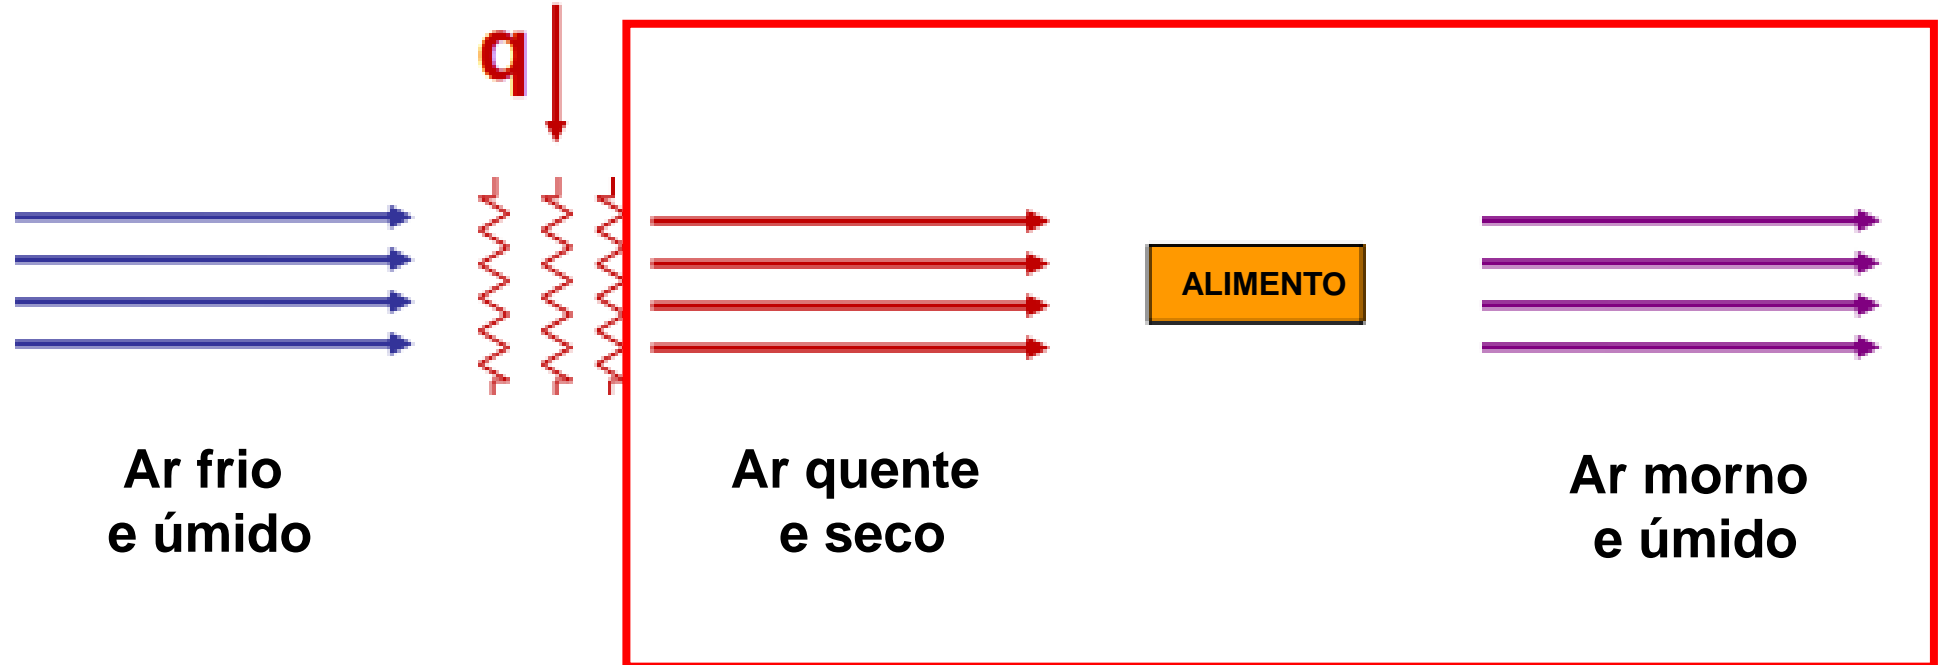 q
ALIMENTO
Ar frio
e úmido
Ar quente
e seco
Ar morno
e úmido